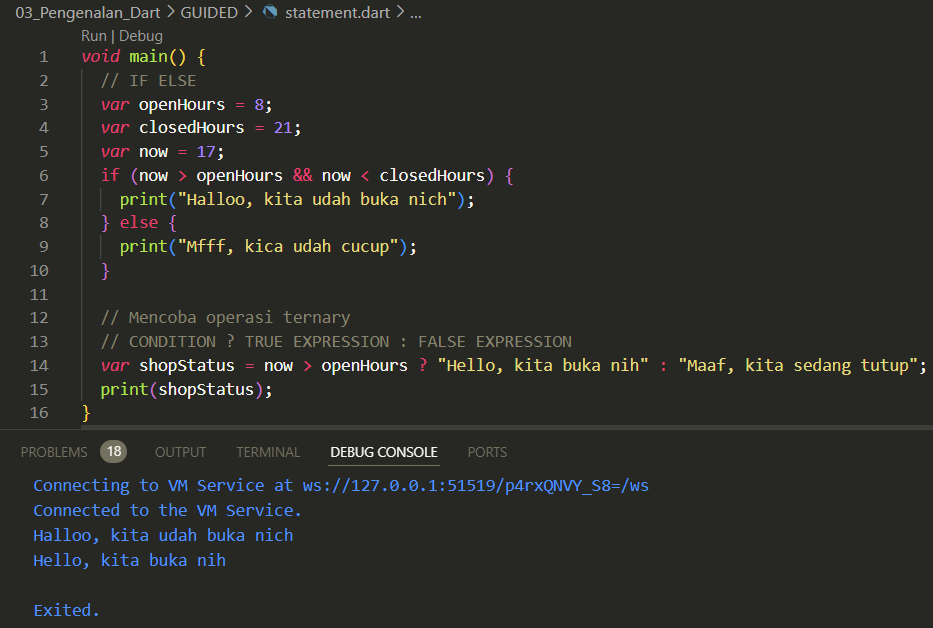 03_Pengenalan_Dart > GUIDED > statement.dart > ...
Run | Debug
1 void main() {
2 // IF ELSE
3 var openHours = 8;
4 var closedHours = 21;
5 var now = 17;
6 if (now > openHours && now < closedHours) {
7 print("Halloo, kita udah buka nich");
8 } else {
9 print("Mfff, kica udah cucup");
10 }
11
12 // Mencoba operasi ternary
13 // CONDITION ? TRUE EXPRESSION : FALSE EXPRESSION
14 var shopStatus = now > openHours ? "Hello, kita buka nih" : "Maaf, kita sedang tutup";
15 print(shopStatus);
16 }
PROBLEMS 18 OUTPUT TERMINAL DEBUG CONSOLE PORTS
Connecting to VM Service at ws://127.0.0.1:51519/p4rxQNVY_S8=/ws
Connected to the VM Service.
Halloo, kita udah buka nich
Hello, kita buka nih
Exited.